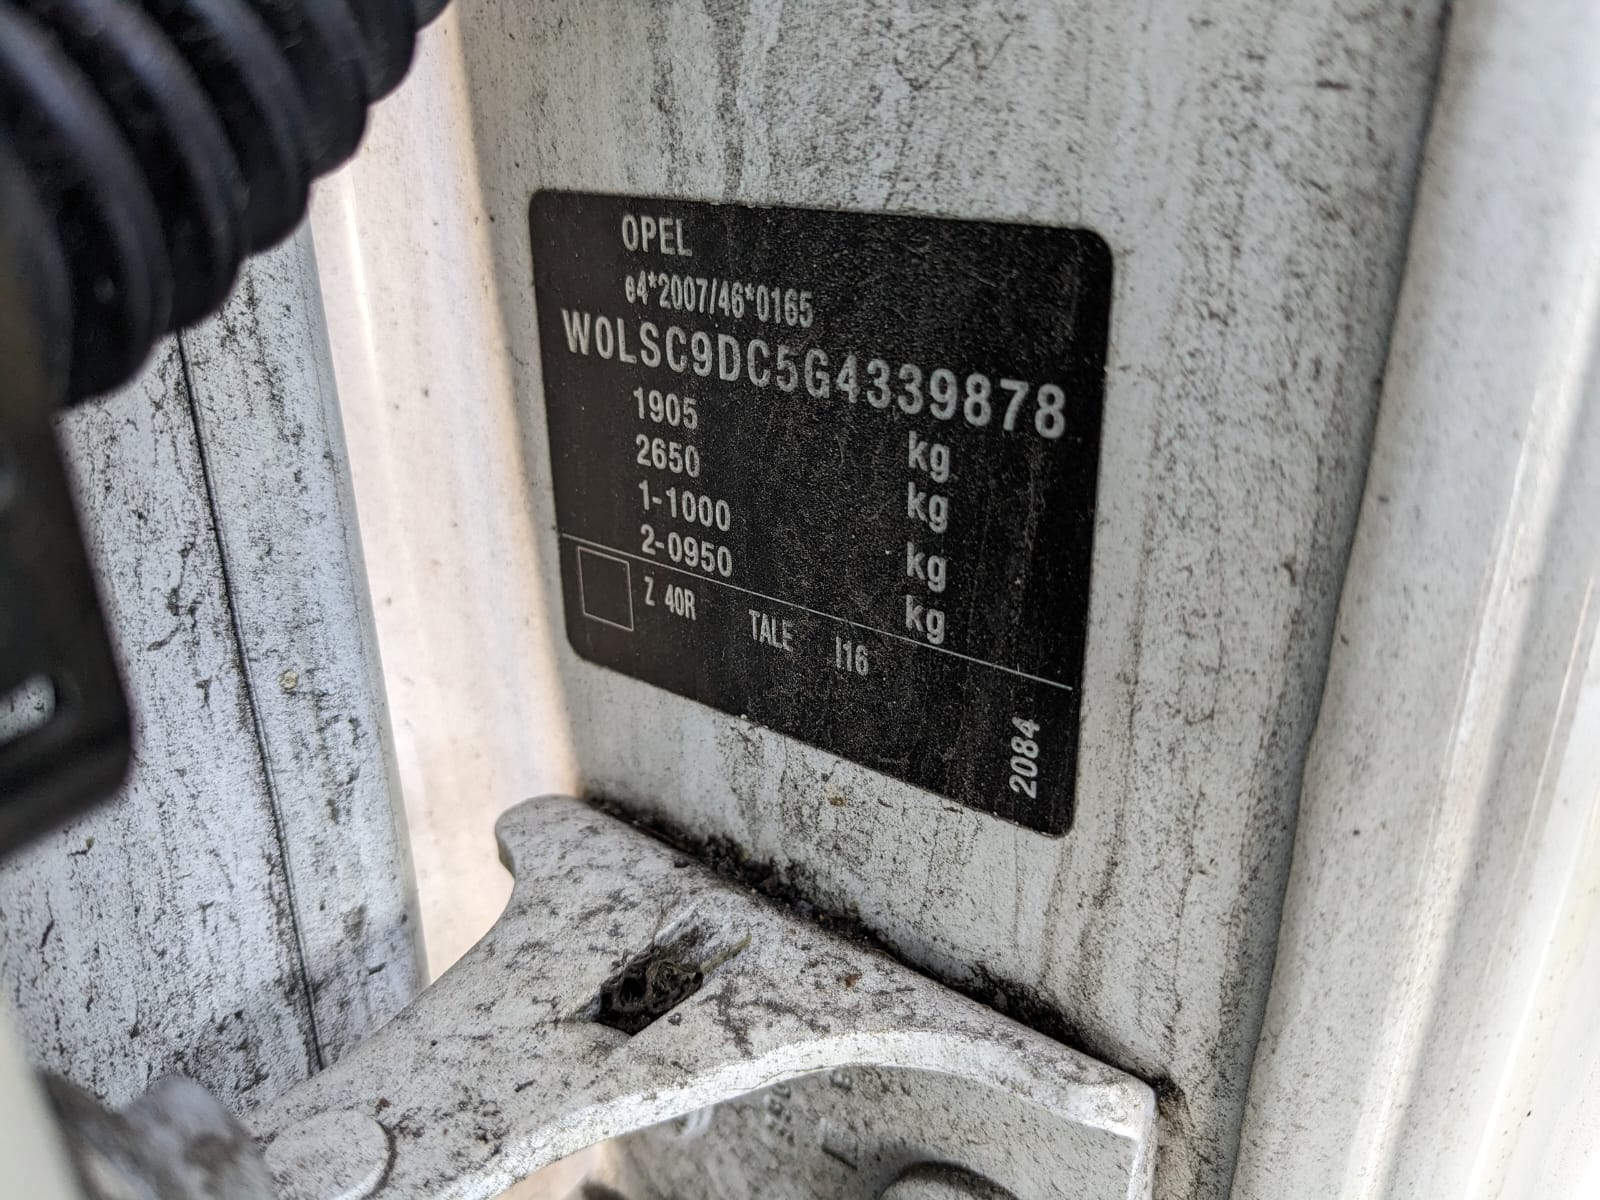 OPEL
e4*2007/46*0165
W0LSC9DC5G4339878
1905 kg
2650 kg
1-1000 kg
2-0950 kg
Z 40R TALE I16
2084